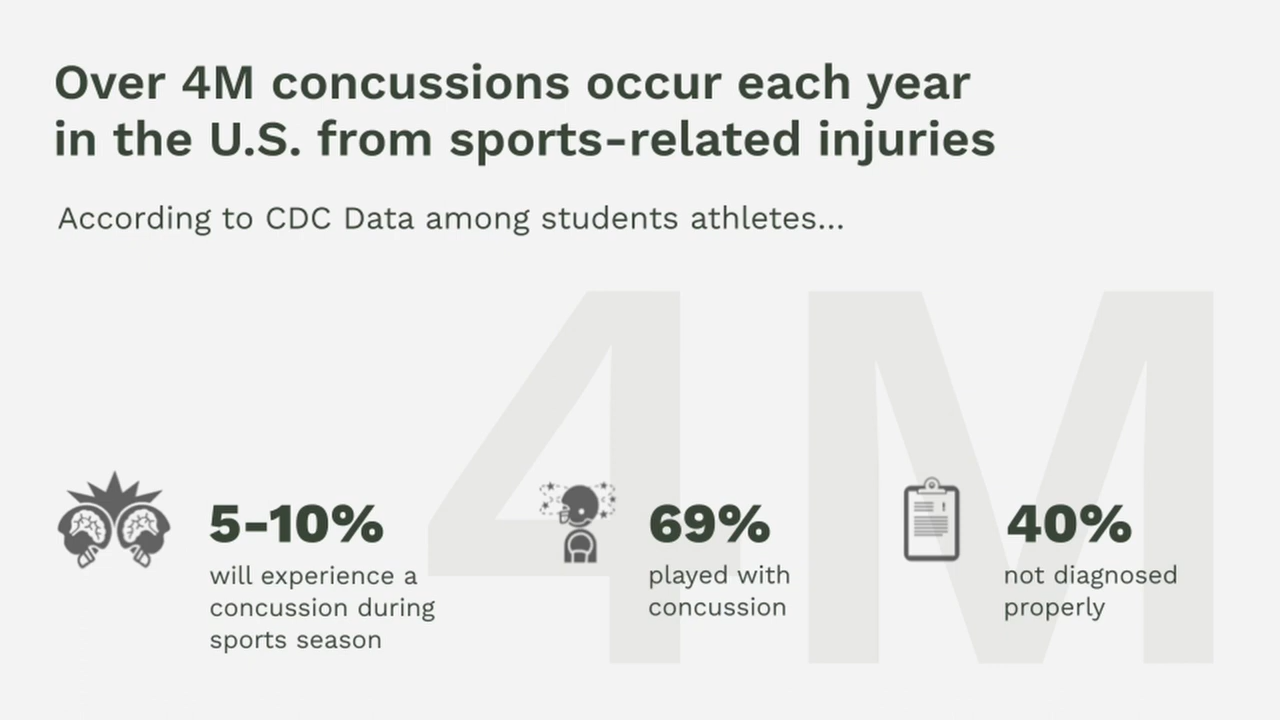 Over 4M concussions occur each year
in the U.S. from sports-related injuries
According to CDC Data among students athletes...
4M
5-10%
will experience a
concussion during
sports season
69%
played with
concussion
40%
not diagnosed
properly